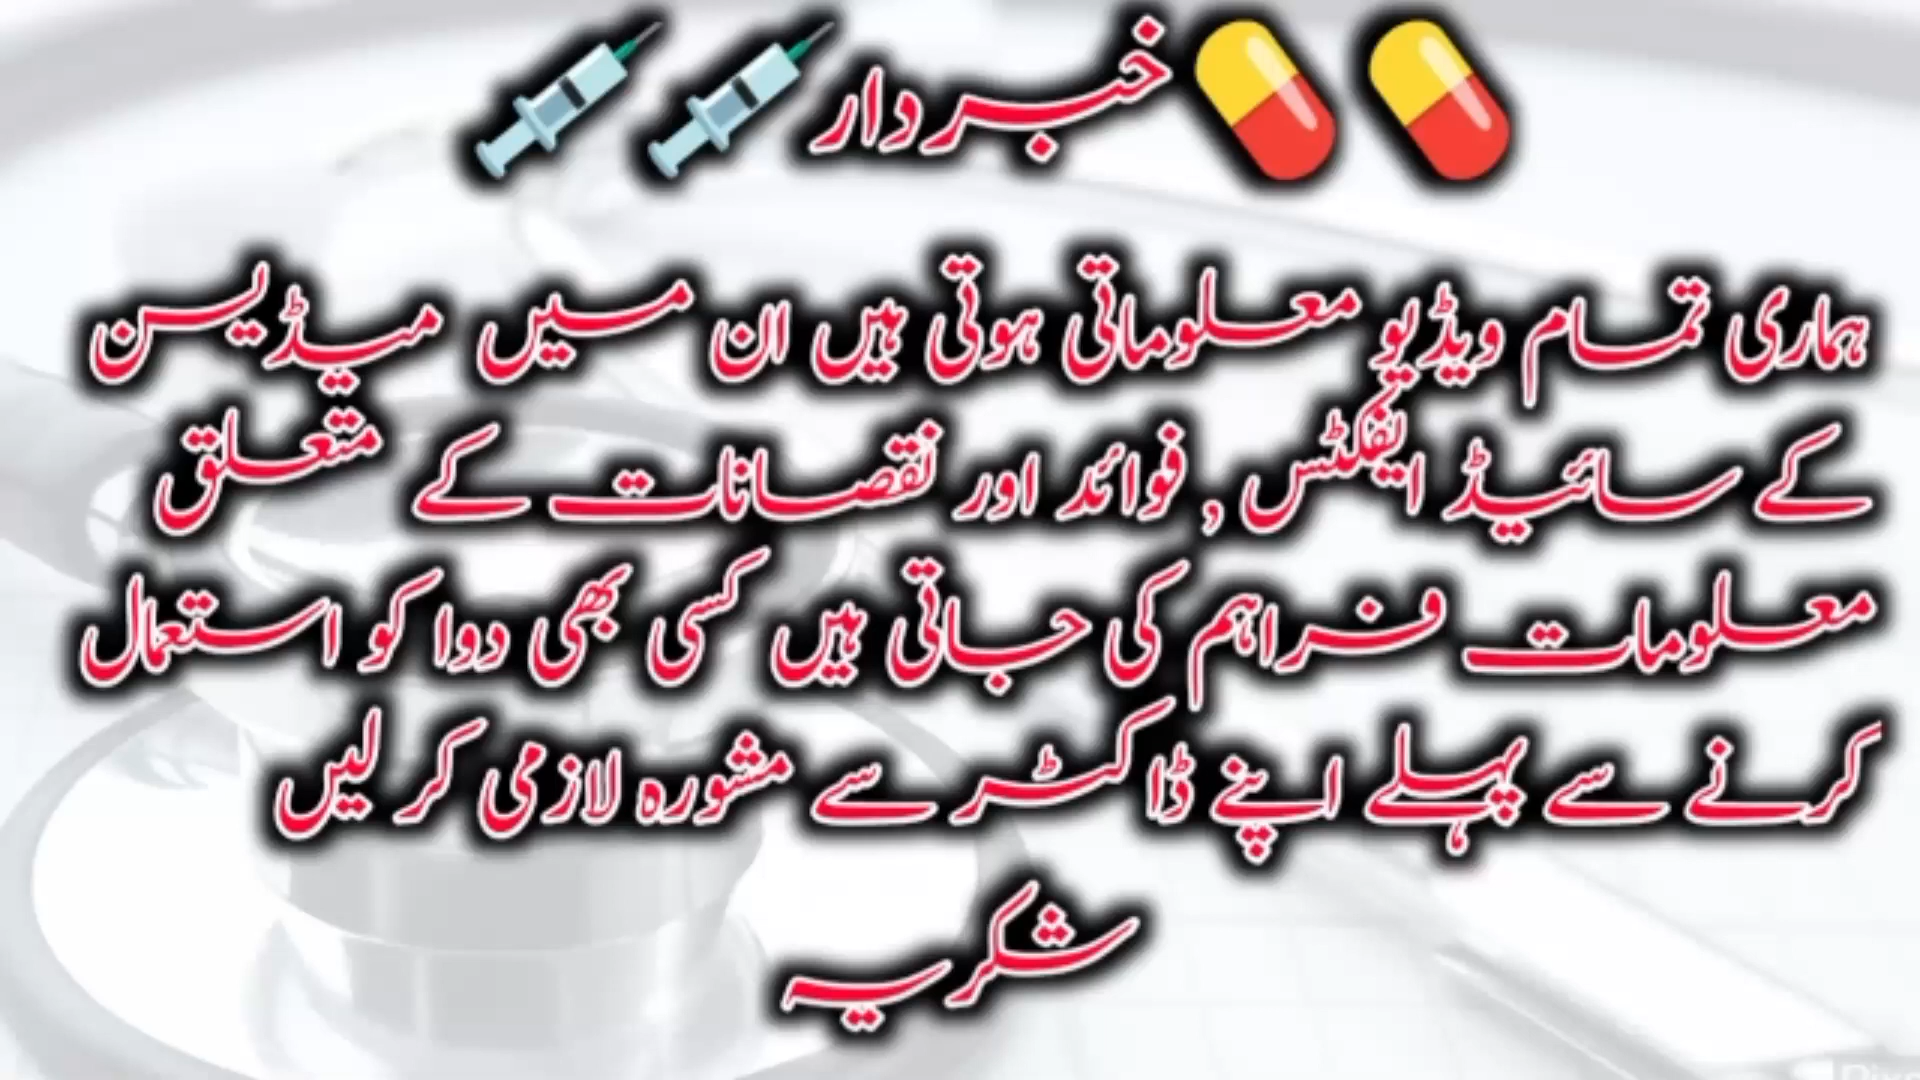 💊💊خبردار💉💉
ہماری تمام ویڈیو معلوماتی ہوتی ہیں ان میں میڈیسن
کے سائیڈ ایفکٹس , فوائد اور نقصانات کے متعلق
معلومات فراہم کی جاتی ہیں کسی بھی دوا کو استعمال
کرنے سے پہلے اپنے ڈاکٹر سے مشورہ لازمی کر لیں
شکریہ